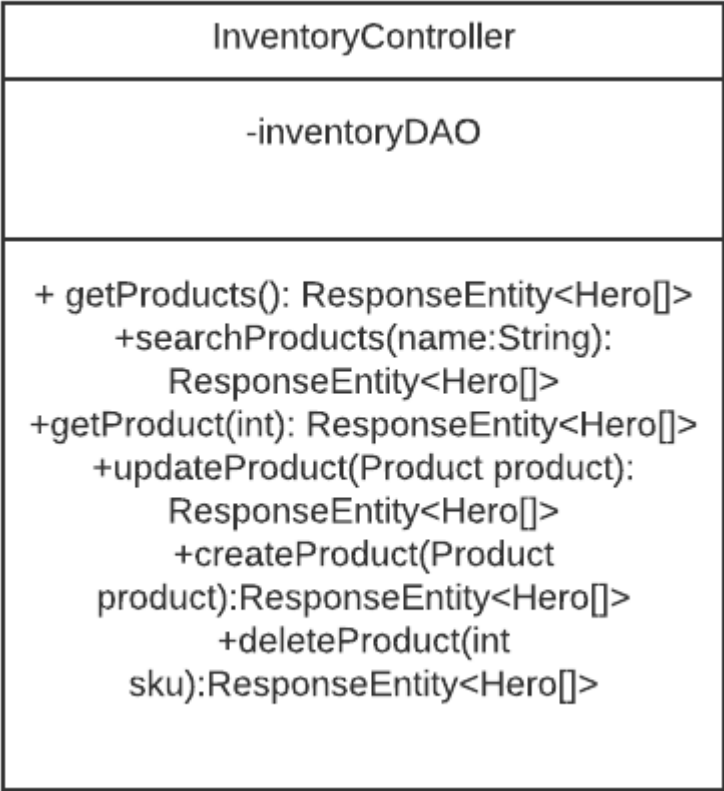 InventoryController
-inventoryDAO
+ getProducts(): ResponseEntity<Hero[]>
+searchProducts(name:String):
ResponseEntity<Hero[]>
+getProduct(int): ResponseEntity<Hero[]>
+updateProduct(Product product):
ResponseEntity<Hero[]>
+createProduct(Product
product):ResponseEntity<Hero[]>
+deleteProduct(int
sku):ResponseEntity<Hero[]>